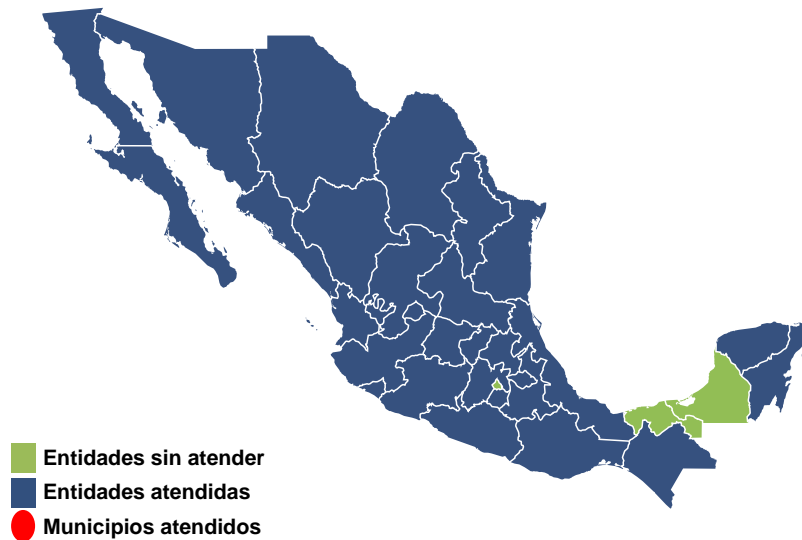 Entidades sin atender
Entidades atendidas
Municipios atendidos